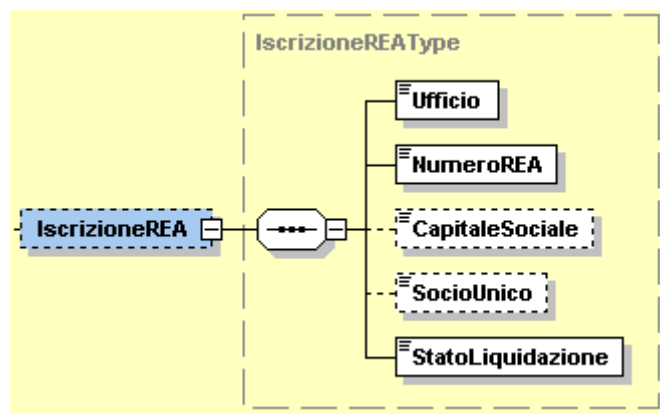 IscrizioneREAType
Ufficio
NumeroREA
IscrizioneREA
CapitaleSociale
SocioUnico
StatoLiquidazione